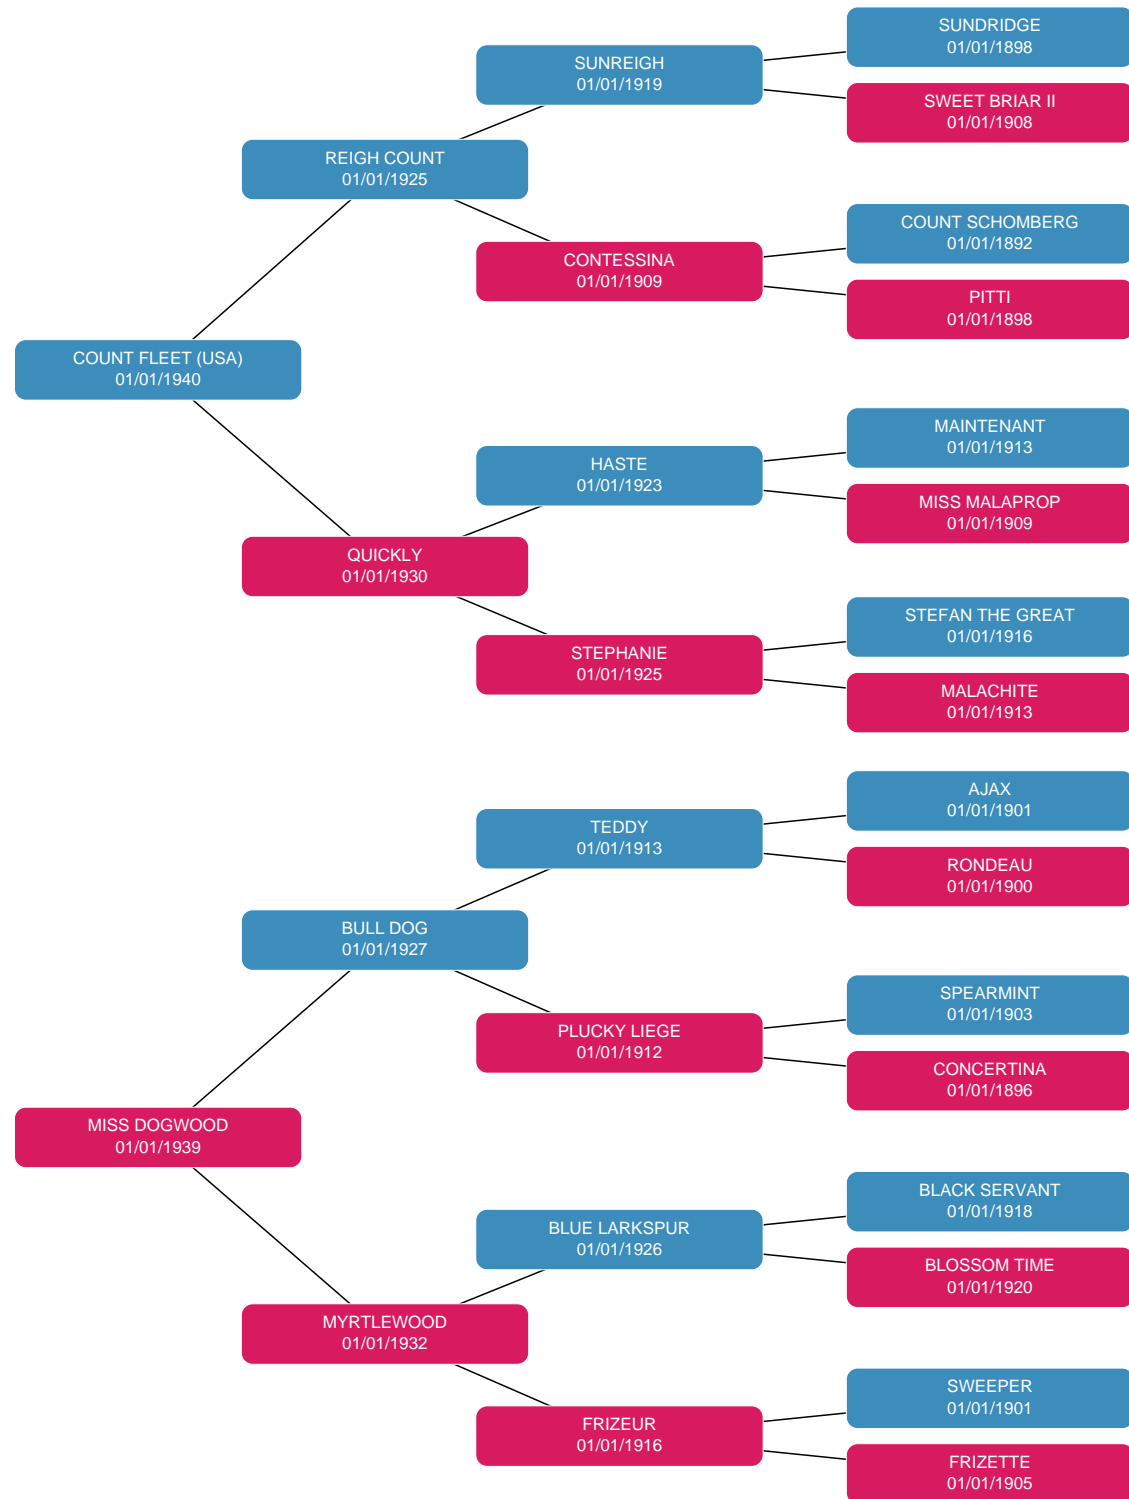 SUNDRIDGE
01/01/1898
SUNREIGH
01/01/1919
SWEET BRIAR II
01/01/1908
REIGH COUNT
01/01/1925
COUNT SCHOMBERG
01/01/1892
CONTESSINA
01/01/1909
PITTI
01/01/1898
COUNT FLEET (USA)
01/01/1940
MAINTENANT
01/01/1913
HASTE
01/01/1923
MISS MALAPROP
01/01/1909
QUICKLY
01/01/1930
STEFAN THE GREAT
01/01/1916
STEPHANIE
01/01/1925
MALACHITE
01/01/1913
AJAX
01/01/1901
TEDDY
01/01/1913
RONDEAU
01/01/1900
BULL DOG
01/01/1927
SPEARMINT
01/01/1903
PLUCKY LIEGE
01/01/1912
CONCERTINA
01/01/1896
MISS DOGWOOD
01/01/1939
BLACK SERVANT
01/01/1918
BLUE LARKSPUR
01/01/1926
BLOSSOM TIME
01/01/1920
MYRTLEWOOD
01/01/1932
SWEEPER
01/01/1901
FRIZEUR
01/01/1916
FRIZETTE
01/01/1905